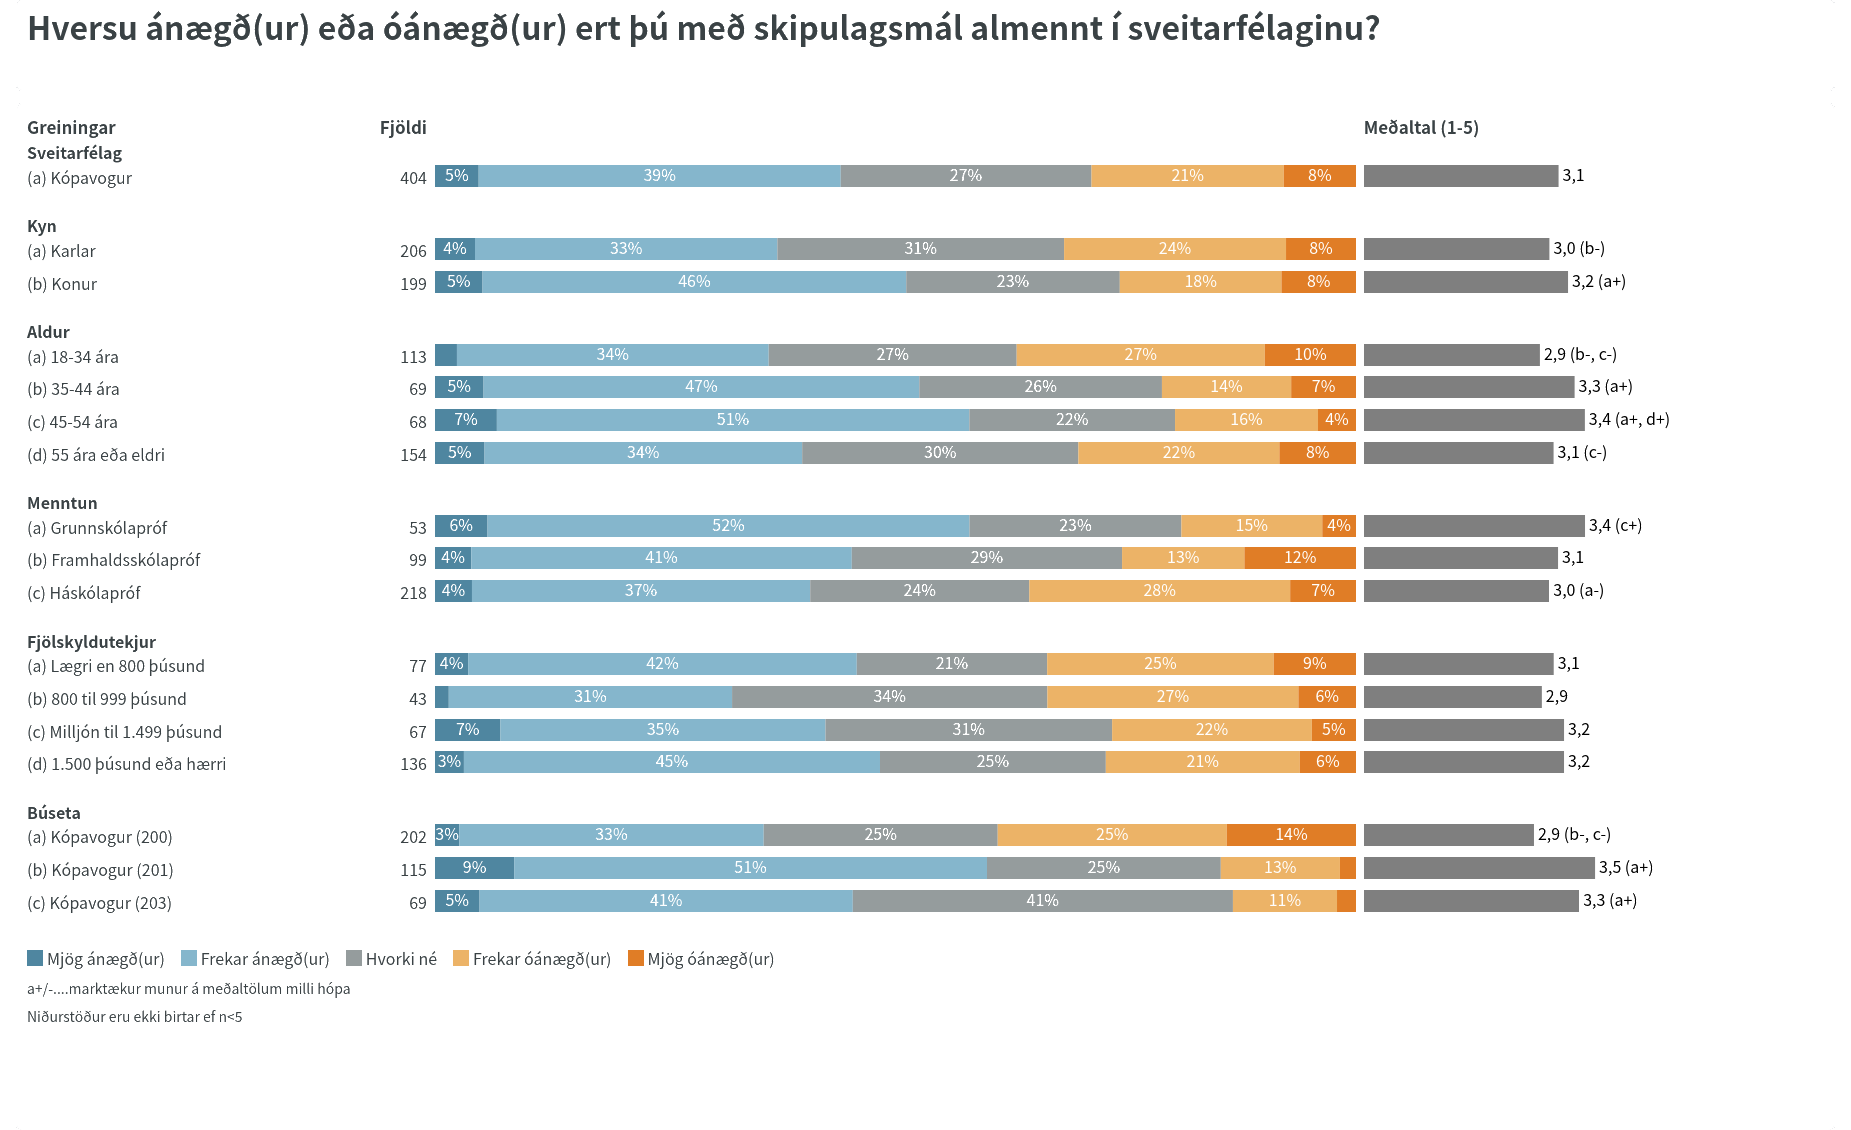 Hversu ánægð(ur) eða óánægð(ur) ert þú með skipulagsmál almennt í sveitarfélaginu?
Greiningar Fjöldi Meðaltal (1-5)
Sveitarfélag
(a) Kópavogur 404 5% 39% 27% 21% 8% 3,1
Kyn
(a) Karlar 206 4% 33% 31% 24% 8% 3,0 (b-)
(b) Konur 199 5% 46% 23% 18% 8% 3,2 (a+)
Aldur
(a) 18-34 ára 113 34% 27% 27% 10% 2,9 (b-, c-)
(b) 35-44 ára 69 5% 47% 26% 14% 7% 3,3 (a+)
(c) 45-54 ára 68 7% 51% 22% 16% 4% 3,4 (a+, d+)
(d) 55 ára eða eldri 154 5% 34% 30% 22% 8% 3,1 (c-)
Menntun
(a) Grunnskólapróf 53 6% 52% 23% 15% 4% 3,4 (c+)
(b) Framhaldsskólapróf 99 4% 41% 29% 13% 12% 3,1
(c) Háskólapróf 218 4% 37% 24% 28% 7% 3,0 (a-)
Fjölskyldutekjur
(a) Lægri en 800 þúsund 77 4% 42% 21% 25% 9% 3,1
(b) 800 til 999 þúsund 43 31% 34% 27% 6% 2,9
(c) Milljón til 1.499 þúsund 67 7% 35% 31% 22% 5% 3,2
(d) 1.500 þúsund eða hærri 136 3% 45% 25% 21% 6% 3,2
Búseta
(a) Kópavogur (200) 202 3% 33% 25% 25% 14% 2,9 (b-, c-)
(b) Kópavogur (201) 115 9% 51% 25% 13% 3,5 (a+)
(c) Kópavogur (203) 69 5% 41% 41% 11% 3,3 (a+)
Mjög ánægð(ur) Frekar ánægð(ur) Hvorki né Frekar óánægð(ur) Mjög óánægð(ur)
a+/-....marktækur munur á meðaltölum milli hópa
Niðurstöður eru ekki birtar ef n<5